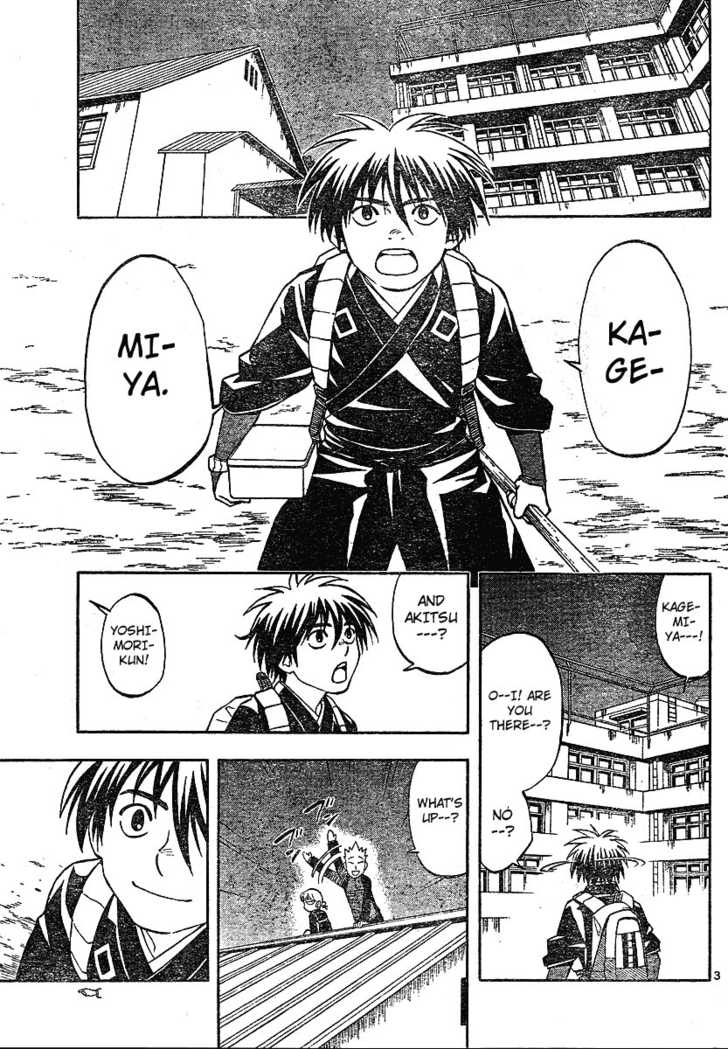 KA-
GE-
MI-
YA.
KAGE-
MI-
YA---!
O--I! ARE
YOU
THERE--?
NO
--?
AND
AKITSU
---?
YOSHI-
MORI-
KUN!
WHAT'S
UP--?
3